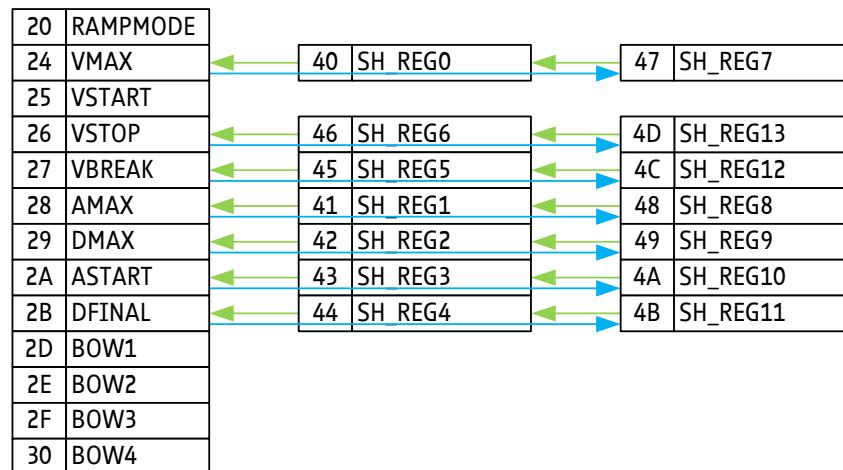 20 RAMPMODE
24 VMAX 40 SH_REG0 47 SH_REG7
25 VSTART
26 VSTOP 46 SH_REG6 4D SH_REG13
27 VBREAK 45 SH_REG5 4C SH_REG12
28 AMAX 41 SH_REG1 48 SH_REG8
29 DMAX 42 SH_REG2 49 SH_REG9
2A ASTART 43 SH_REG3 4A SH_REG10
2B DFINAL 44 SH_REG4 4B SH_REG11
2D BOW1
2E BOW2
2F BOW3
30 BOW4